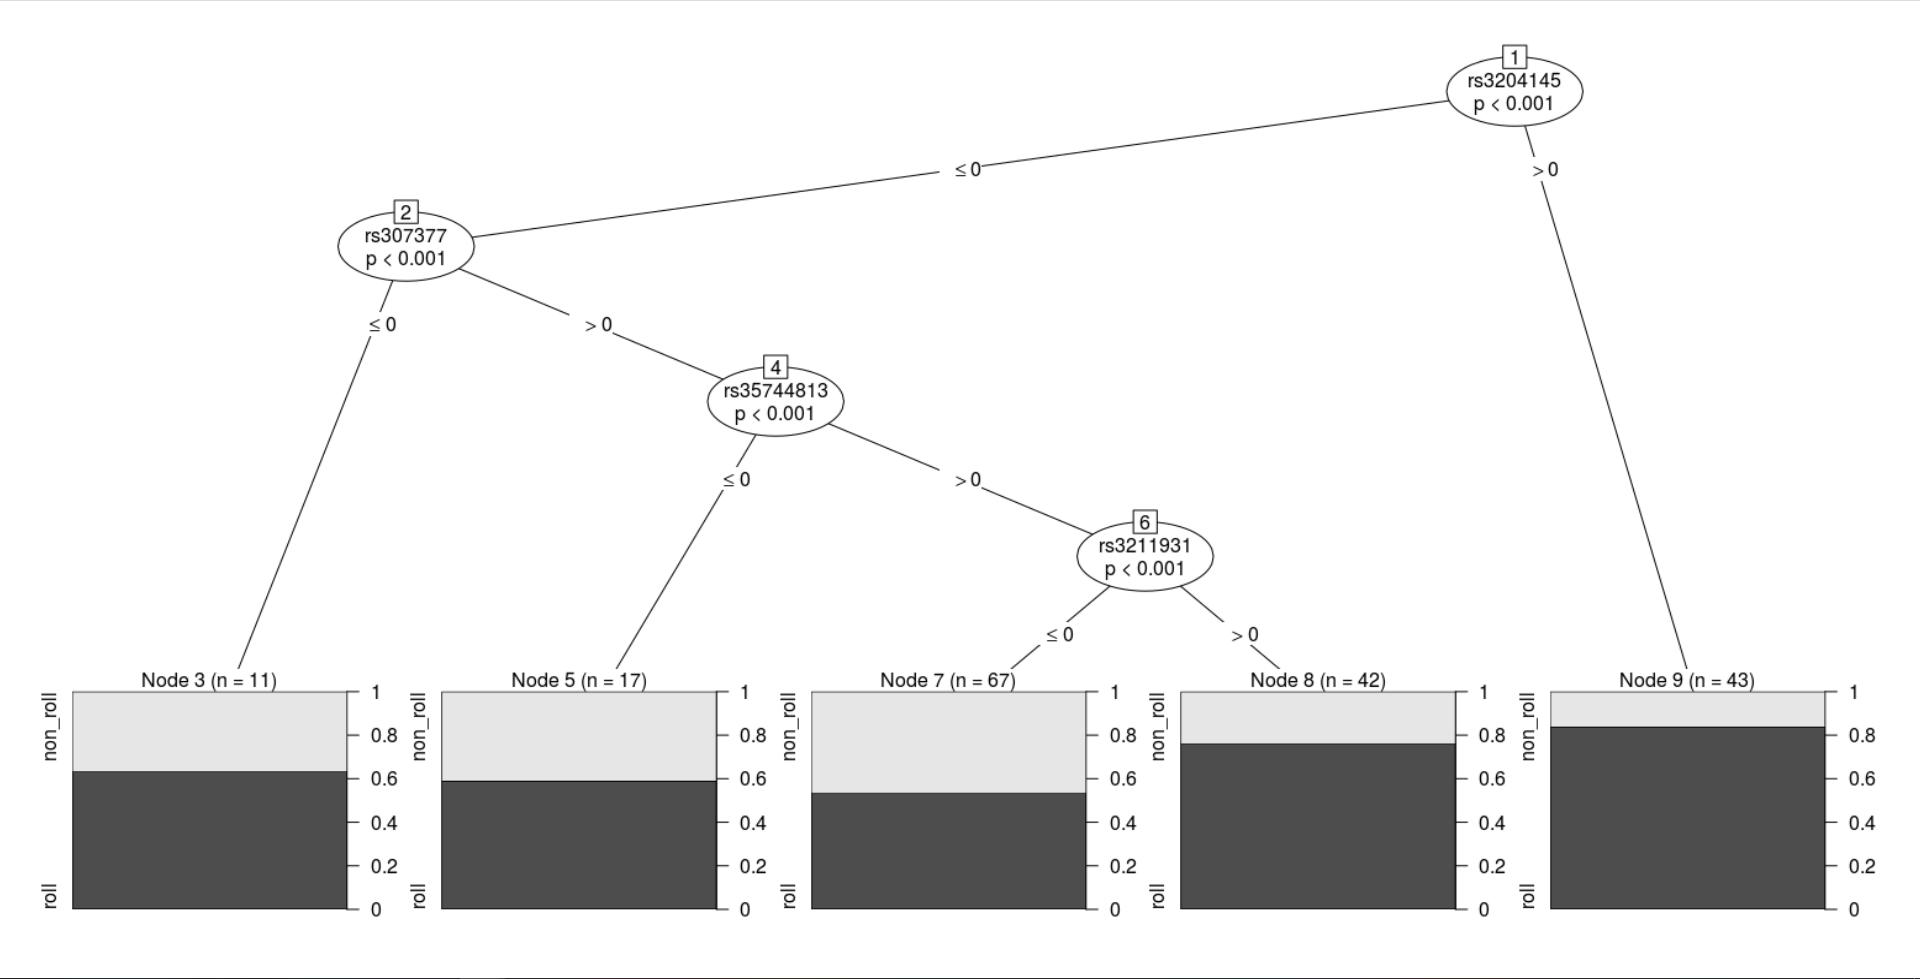 1
rs3204145
p < 0.001
≤ 0
> 0
2
rs307377
p < 0.001
≤ 0
> 0
4
rs35744813
p < 0.001
≤ 0
> 0
6
rs3211931
p < 0.001
≤ 0
> 0
Node 3 (n = 11)
non_roll
roll
1
0.8
0.6
0.4
0.2
0
Node 5 (n = 17)
non_roll
roll
1
0.8
0.6
0.4
0.2
0
Node 7 (n = 67)
non_roll
roll
1
0.8
0.6
0.4
0.2
0
Node 8 (n = 42)
non_roll
roll
1
0.8
0.6
0.4
0.2
0
Node 9 (n = 43)
non_roll
roll
1
0.8
0.6
0.4
0.2
0